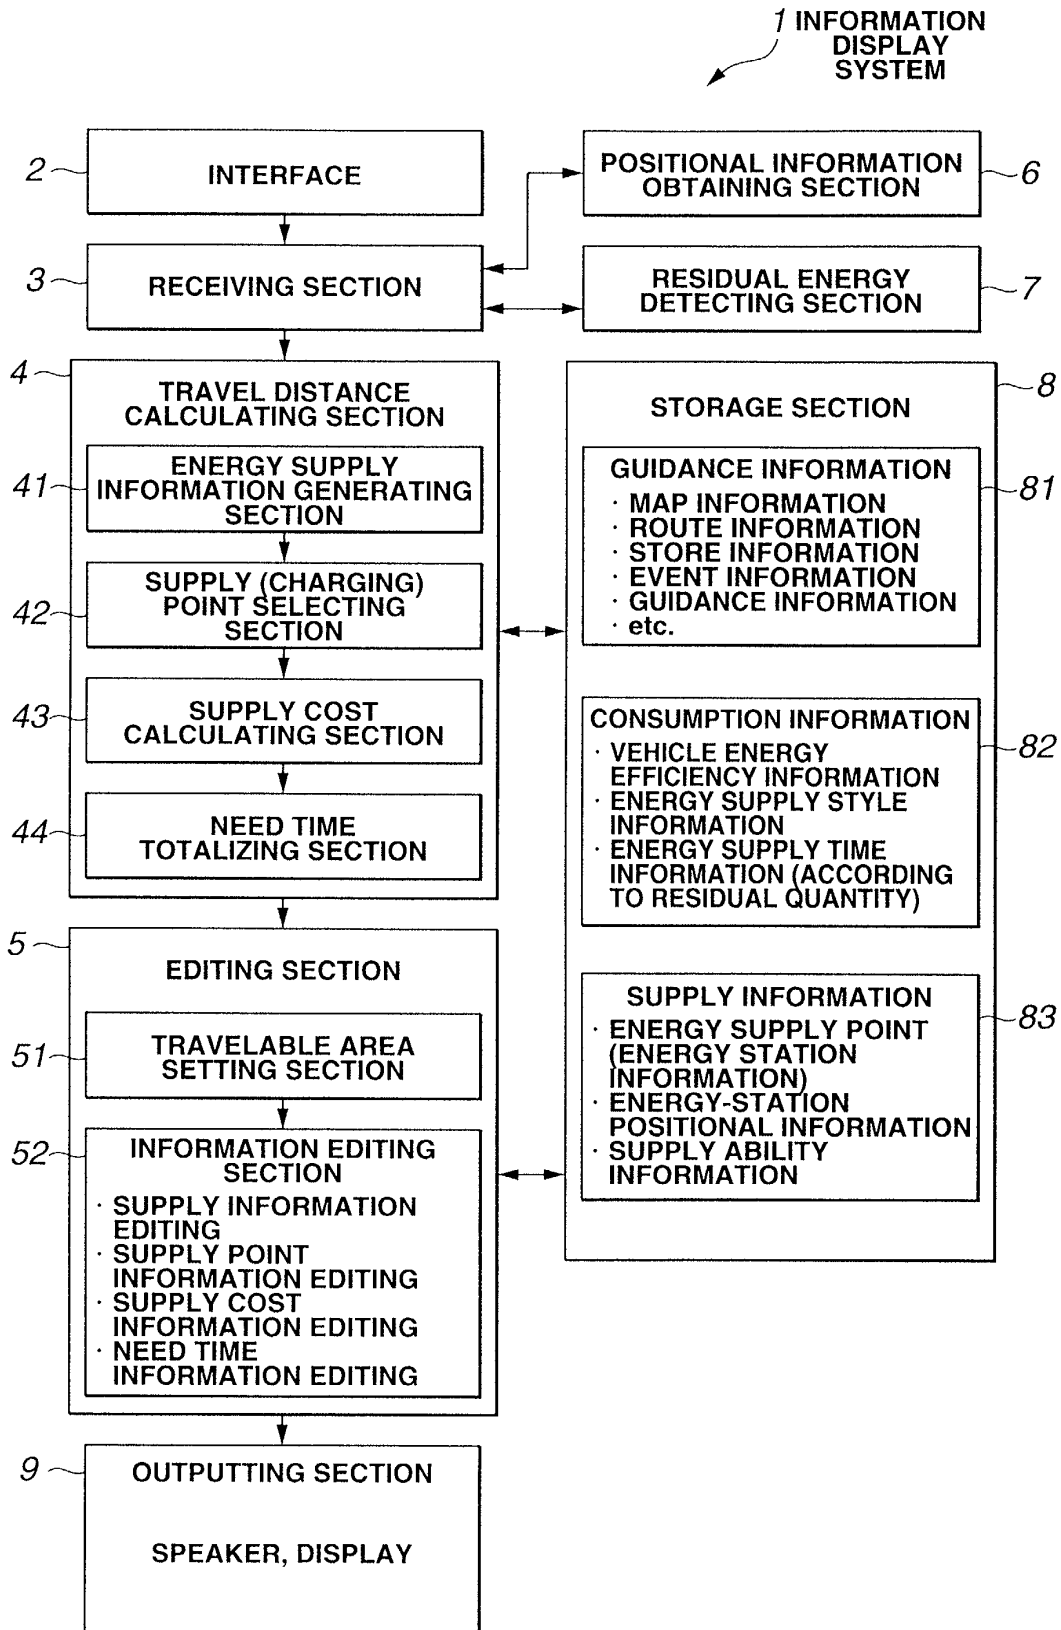 1 INFORMATION
DISPLAY
SYSTEM
2
INTERFACE
POSITIONAL INFORMATION
OBTAINING SECTION
6
3
RECEIVING SECTION
RESIDUAL ENERGY
DETECTING SECTION
7
4
TRAVEL DISTANCE
CALCULATING SECTION
41
ENERGY SUPPLY
INFORMATION GENERATING
SECTION
42
SUPPLY (CHARGING)
POINT SELECTING
SECTION
43
SUPPLY COST
CALCULATING SECTION
44
NEED TIME
TOTALIZING SECTION
8
STORAGE SECTION
GUIDANCE INFORMATION
81
· MAP INFORMATION
· ROUTE INFORMATION
· STORE INFORMATION
· EVENT INFORMATION
· GUIDANCE INFORMATION
· etc.
CONSUMPTION INFORMATION
82
· VEHICLE ENERGY
EFFICIENCY INFORMATION
· ENERGY SUPPLY STYLE
INFORMATION
· ENERGY SUPPLY TIME
INFORMATION (ACCORDING
TO RESIDUAL QUANTITY)
SUPPLY INFORMATION
83
· ENERGY SUPPLY POINT
(ENERGY STATION
INFORMATION)
· ENERGY-STATION
POSITIONAL INFORMATION
· SUPPLY ABILITY
INFORMATION
5
EDITING SECTION
51
TRAVELABLE AREA
SETTING SECTION
52
INFORMATION EDITING
SECTION
· SUPPLY INFORMATION
EDITING
· SUPPLY POINT
INFORMATION EDITING
· SUPPLY COST
INFORMATION EDITING
· NEED TIME
INFORMATION EDITING
9
OUTPUTTING SECTION
SPEAKER, DISPLAY